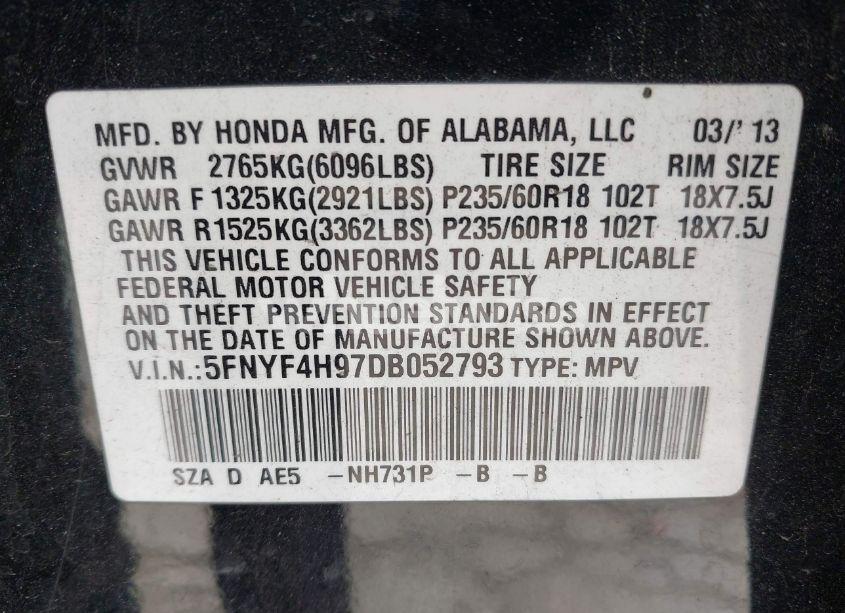 MFD. BY HONDA MFG. OF ALABAMA, LLC 03/' 13
GVWR 2765KG(6096LBS) TIRE SIZE RIM SIZE
GAWR F 1325KG(2921LBS) P235/60R18 102T 18X7.5J
GAWR R1525KG(3362LBS) P235/60R18 102T 18X7.5J
THIS VEHICLE CONFORMS TO ALL APPLICABLE
FEDERAL MOTOR VEHICLE SAFETY
AND THEFT PREVENTION STANDARDS IN EFFECT
ON THE DATE OF MANUFACTURE SHOWN ABOVE.
V.I.N.:5FNYF4H97DB052793 TYPE: MPV
SZA D AE5 -NH731P -B -B